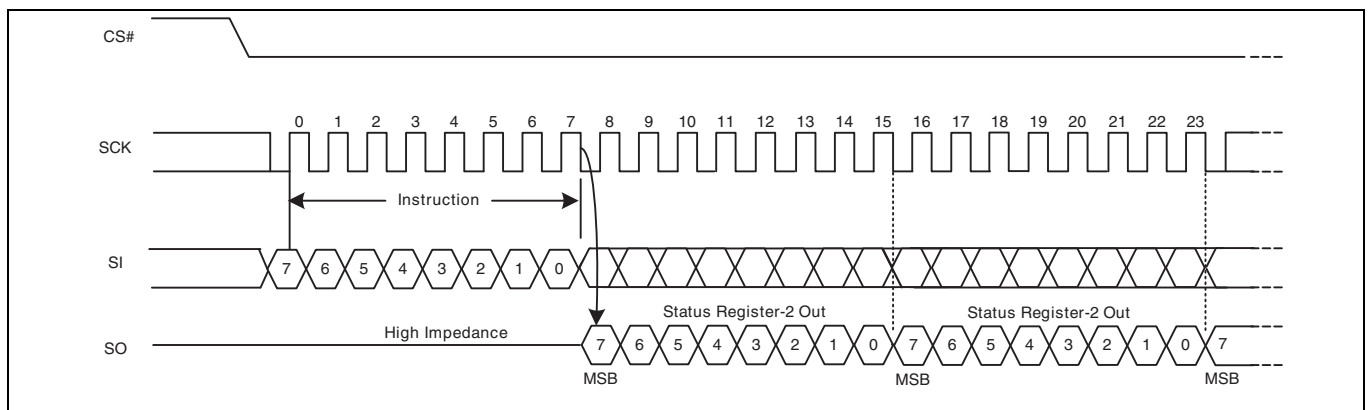 CS#
0 1 2 3 4 5 6 7 8 9 10 11 12 13 14 15 16 17 18 19 20 21 22 23
SCK
Instruction
SI
7 6 5 4 3 2 1 0
Status Register-2 Out Status Register-2 Out
High Impedance
SO
7 6 5 4 3 2 1 0 7 6 5 4 3 2 1 0 7
MSB MSB MSB